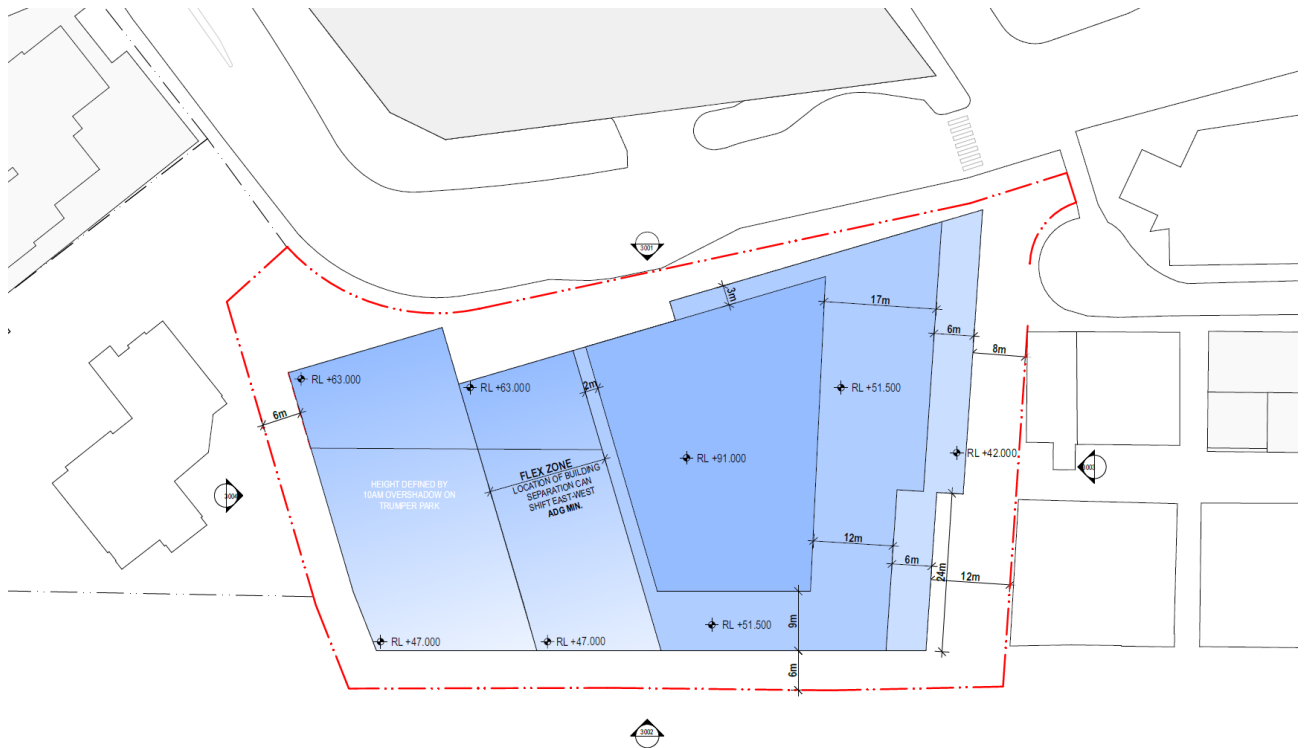 3001
3m
17m
6m
8m
RL +63.000
RL +63.000
2m
RL +51.500
6m
RL +42.000
RL +91.000
FLEX ZONE
LOCATION OF BUILDING
SEPARATION CAN
SHIFT EAST-WEST
ADG MIN.
HEIGHT DEFINED BY
10AM OVERSHADOW ON
TRUMPER PARK
3003
3004
12m
6m
24m
12m
9m
RL +51.500
RL +47.000
RL +47.000
6m
3002